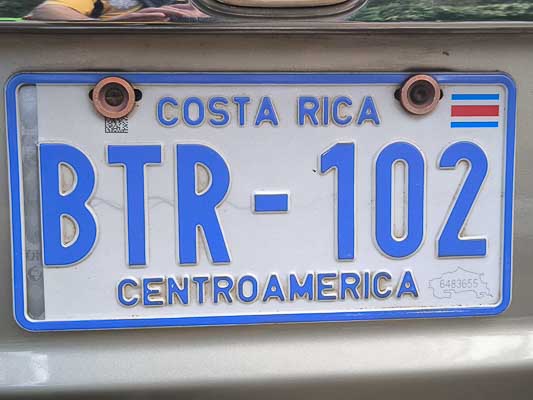 COSTA RICA
BTR-102
CENTROAMERICA
6483655